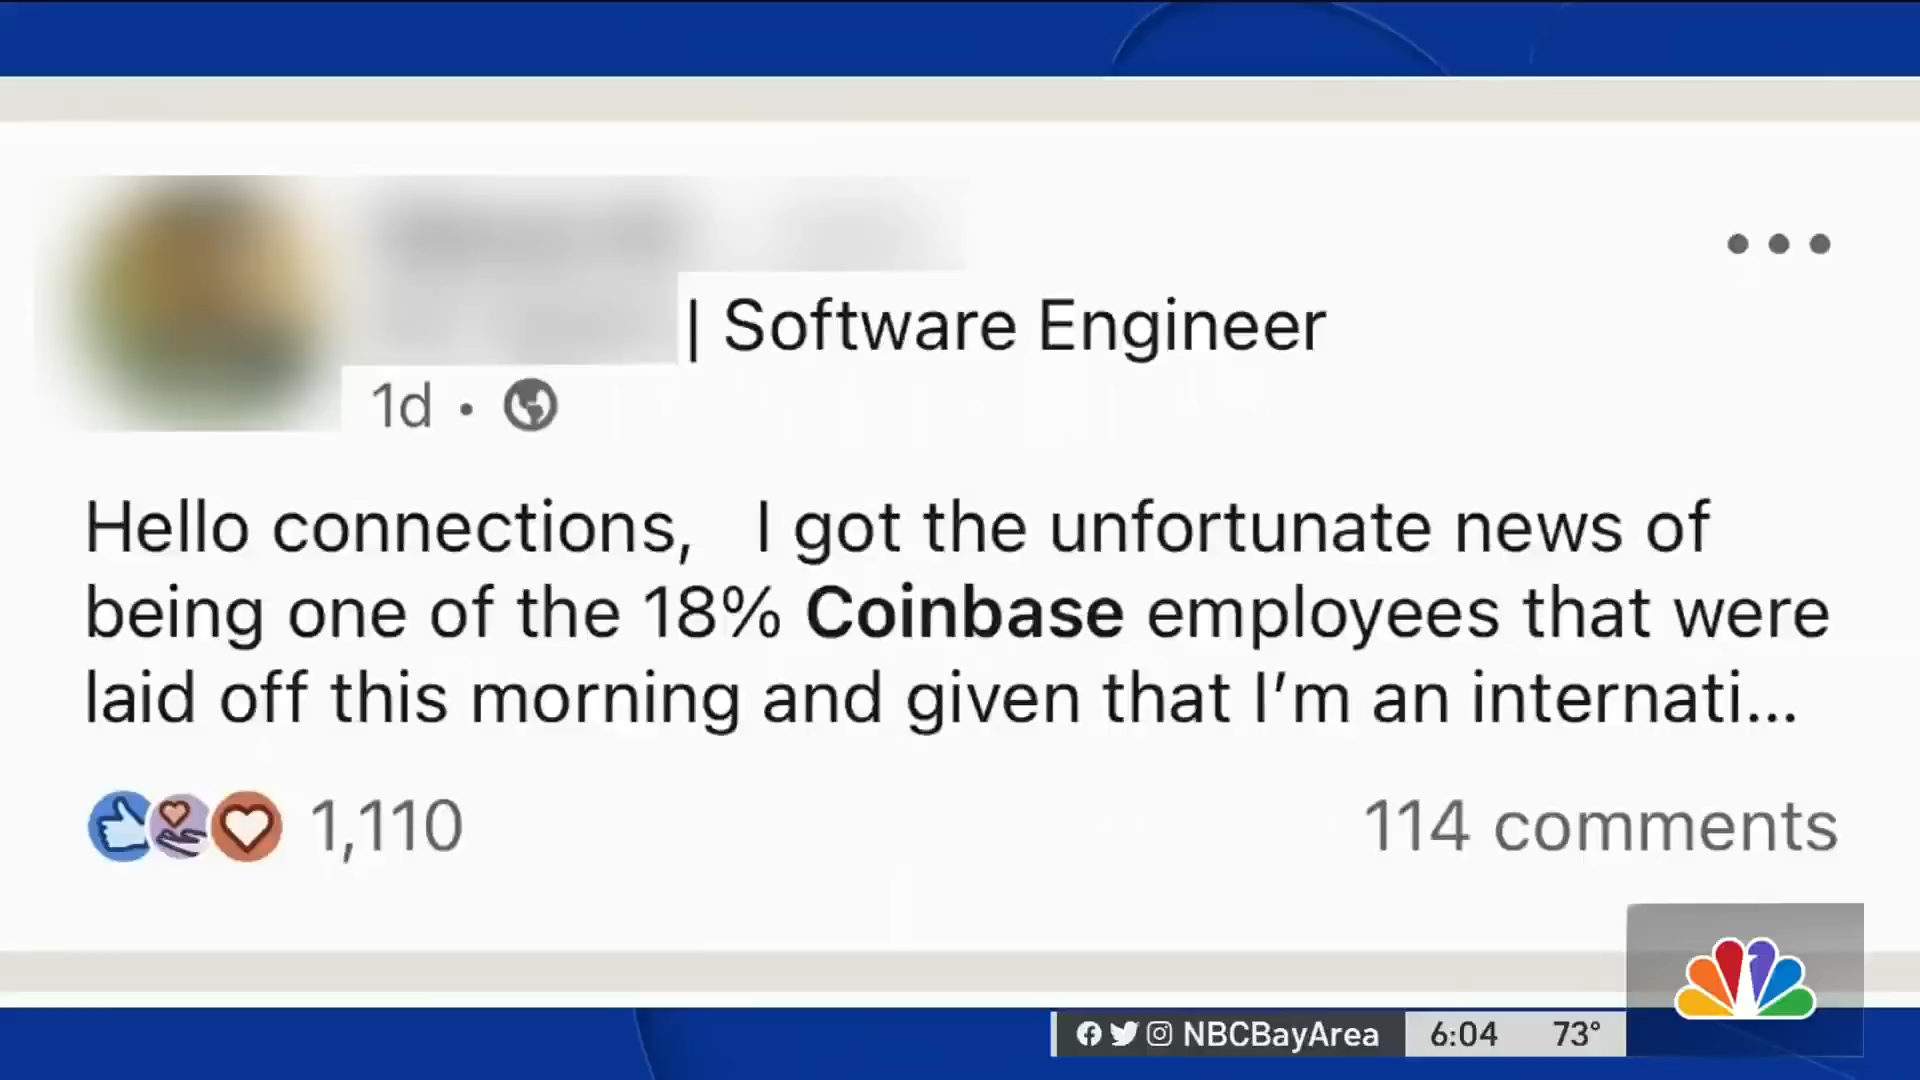 | Software Engineer
1d •
Hello connections, I got the unfortunate news of
being one of the 18% Coinbase employees that were
laid off this morning and given that I'm an internati...
1,110
114 comments
NBCBayArea 6:04 73°